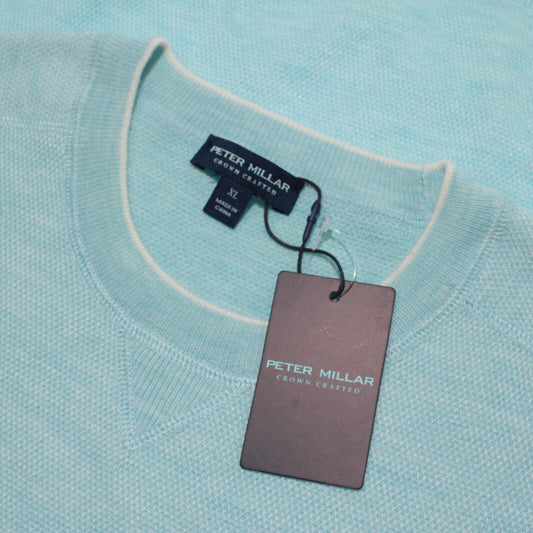 PETER MILLAR
CROWN CRAFTED
XL
MADE IN
CHINA
PETER MILLAR
CROWN CRAFTED